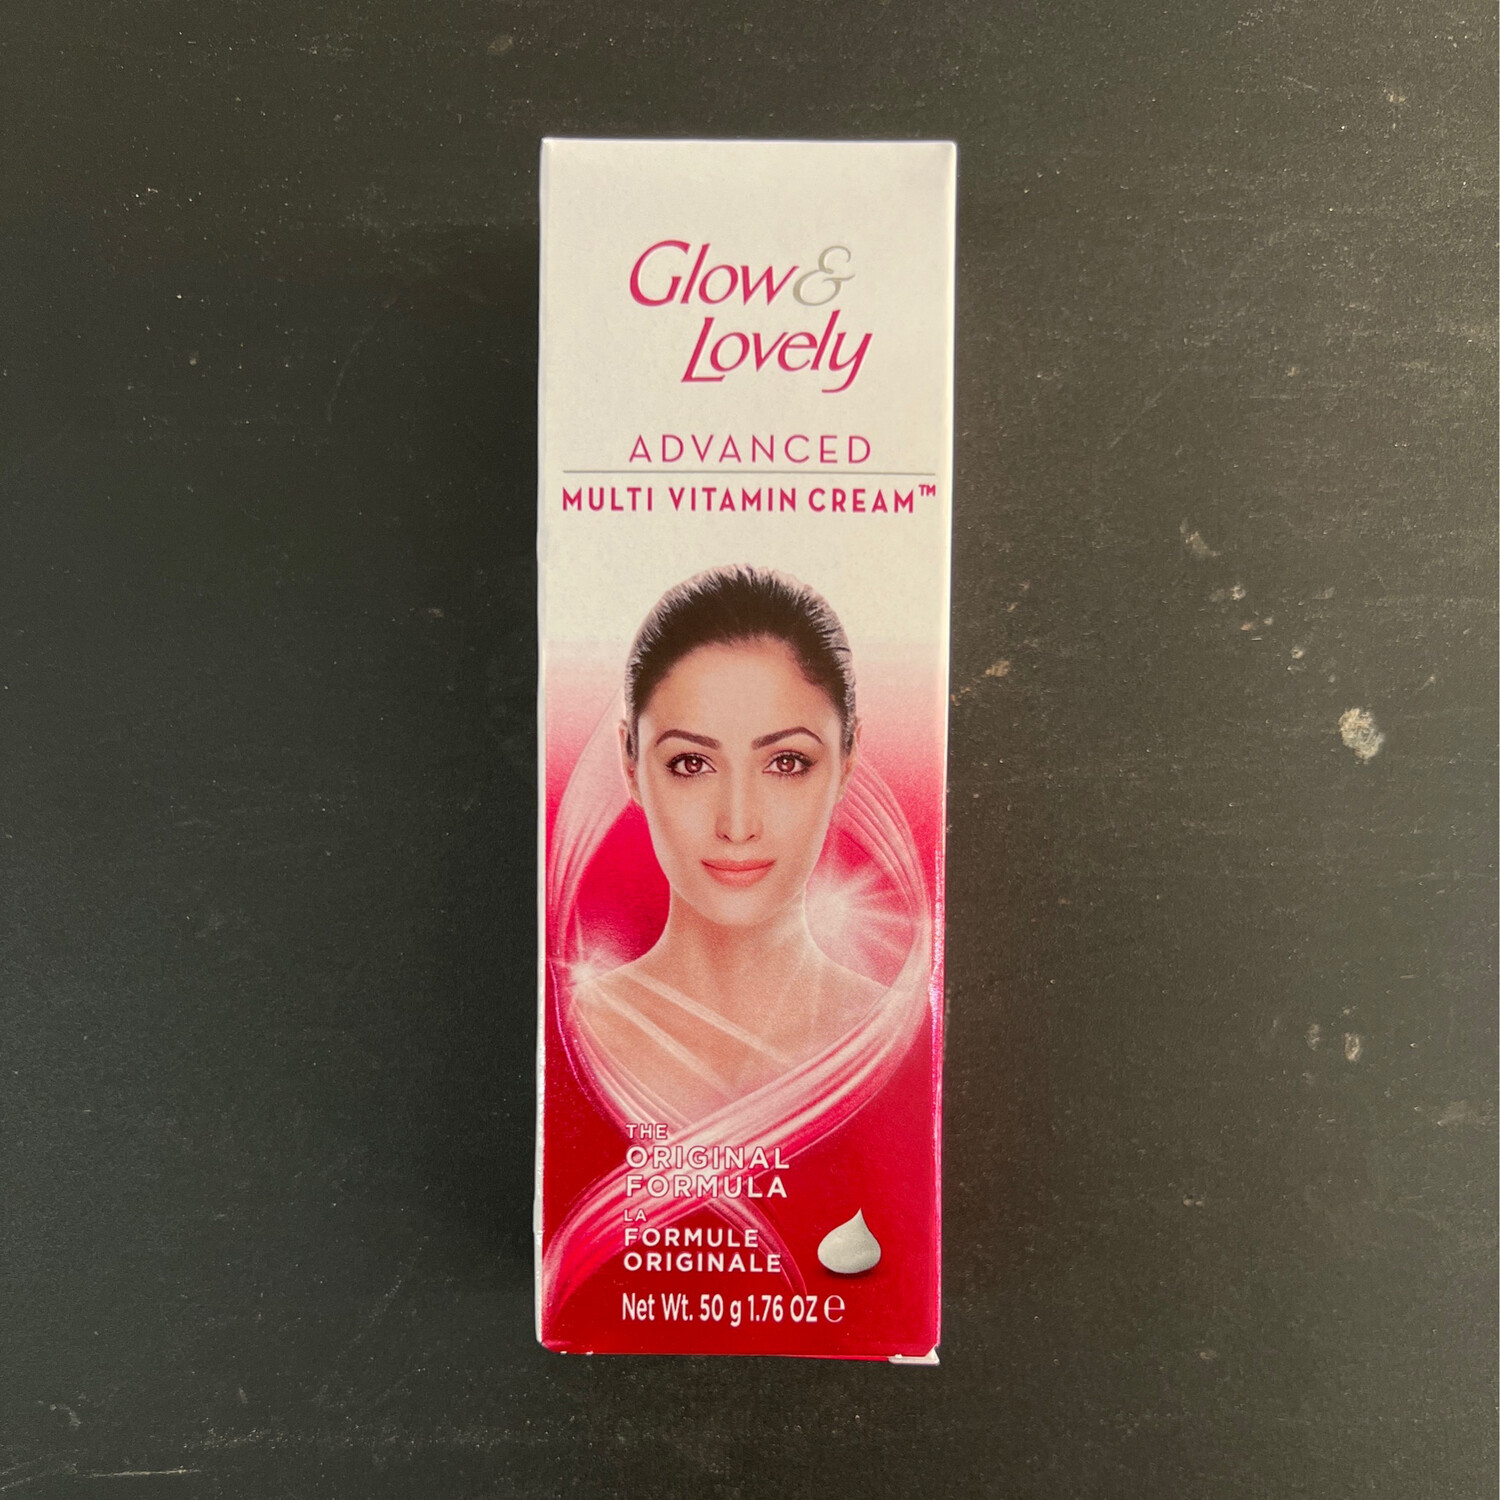 Glow &
Lovely
ADVANCED
MULTI VITAMIN CREAM™
THE
ORIGINAL
FORMULA
LA
FORMULE
ORIGINALE
Net Wt. 50 g 1.76 OZ ℮